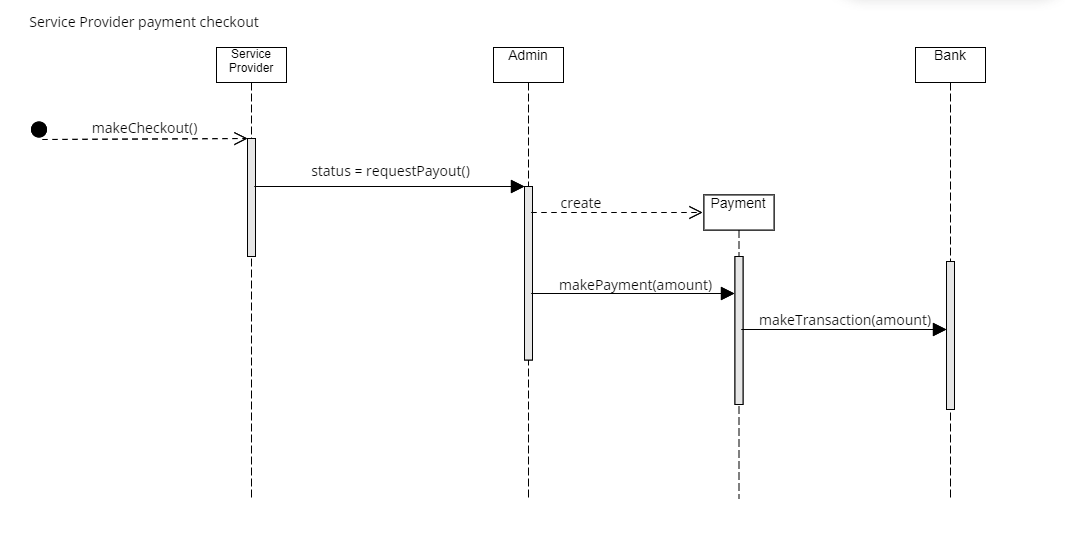 Service Provider payment checkout
Service
Provider
Admin
Bank
makeCheckout()
status = requestPayout()
create
Payment
makePayment(amount)
makeTransaction(amount)